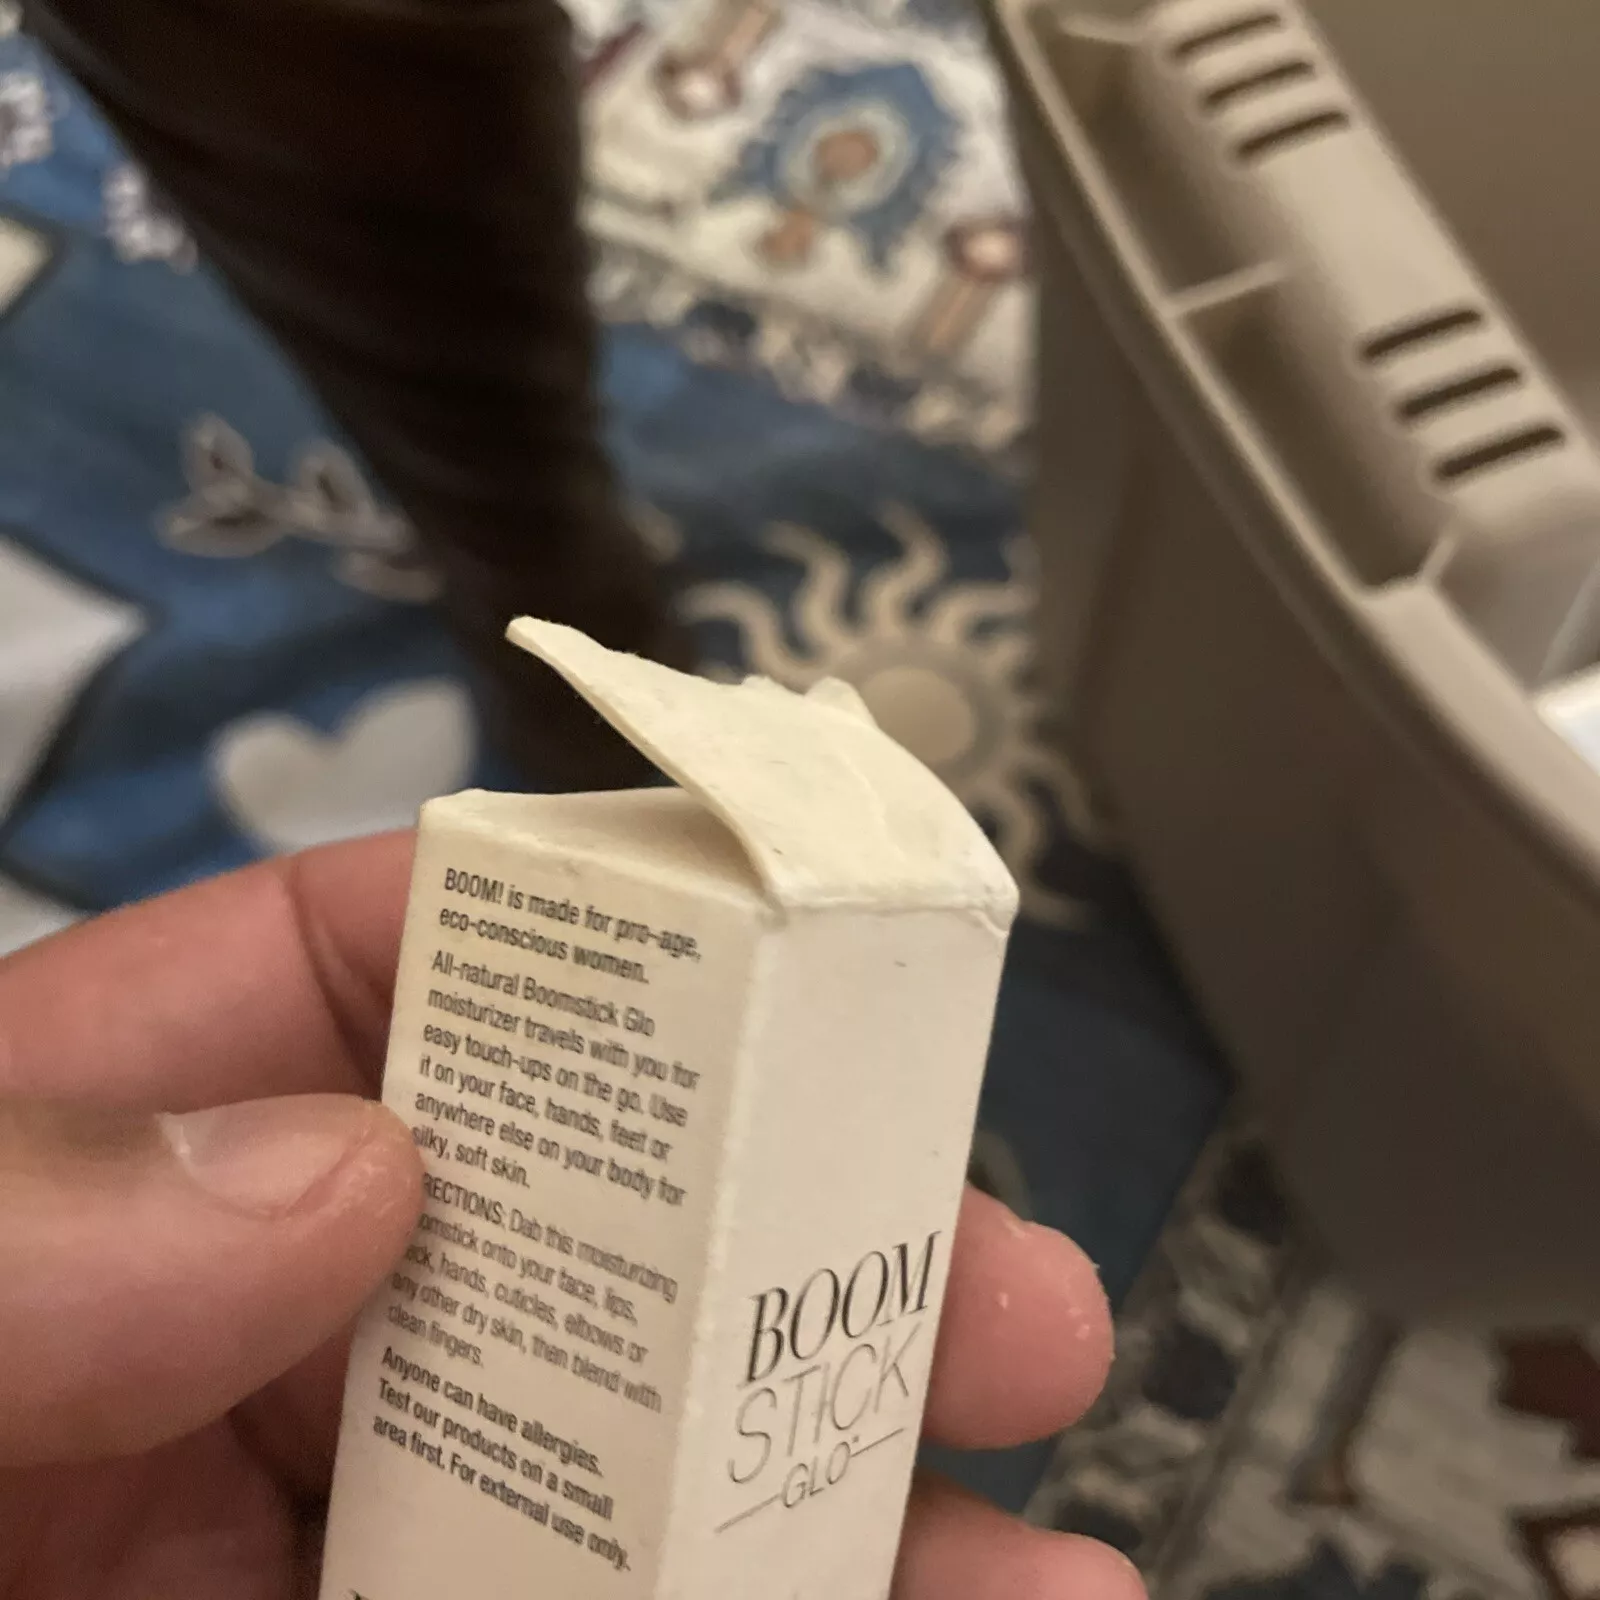 BOOM! is made for pro-age,
eco-conscious women.
All-natural Boomstick Glo
moisturizer travels with you for
easy touch-ups on the go. Use
it on your face, hands, feet or
anywhere else on your body for
silky, soft skin.
RECTIONS: Dab this moisturizing
omstick onto your face, lips,
eck, hands, cuticles, elbows or
any other dry skin, then blend with
clean fingers.
Anyone can have allergies.
Test our products on a small
area first. For external use only.
BOOM
STICK
GLO